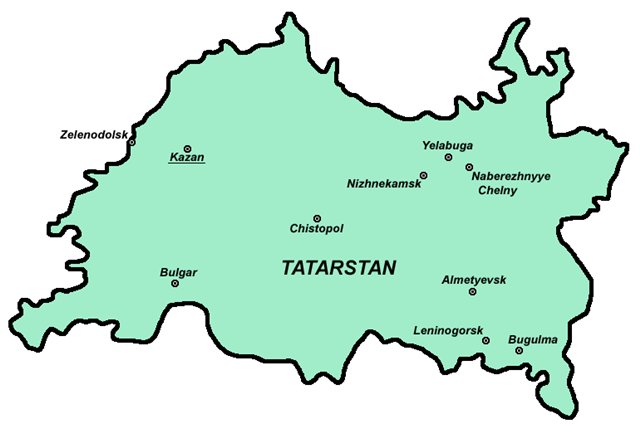 Zelenodolsk
Kazan
Yelabuga
Nizhnekamsk
Naberezhnyye
Chelny
Chistopol
TATARSTAN
Bulgar
Almetyevsk
Leninogorsk
Bugulma